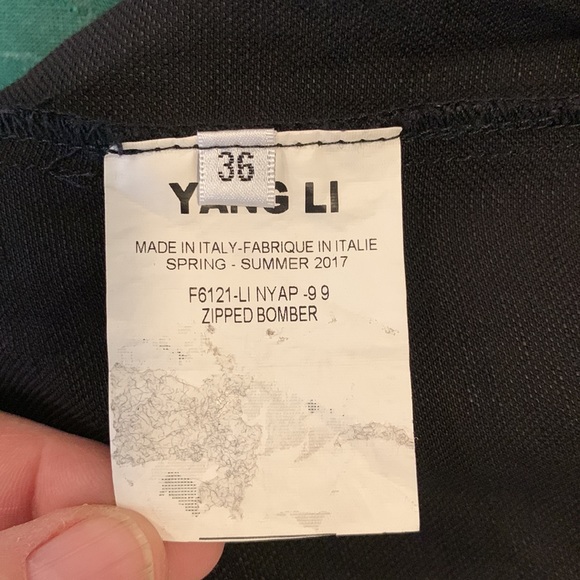 36
YANG LI
MADE IN ITALY-FABRIQUE IN ITALIE
SPRING - SUMMER 2017
F6121-LI NYAP -9 9
ZIPPED BOMBER